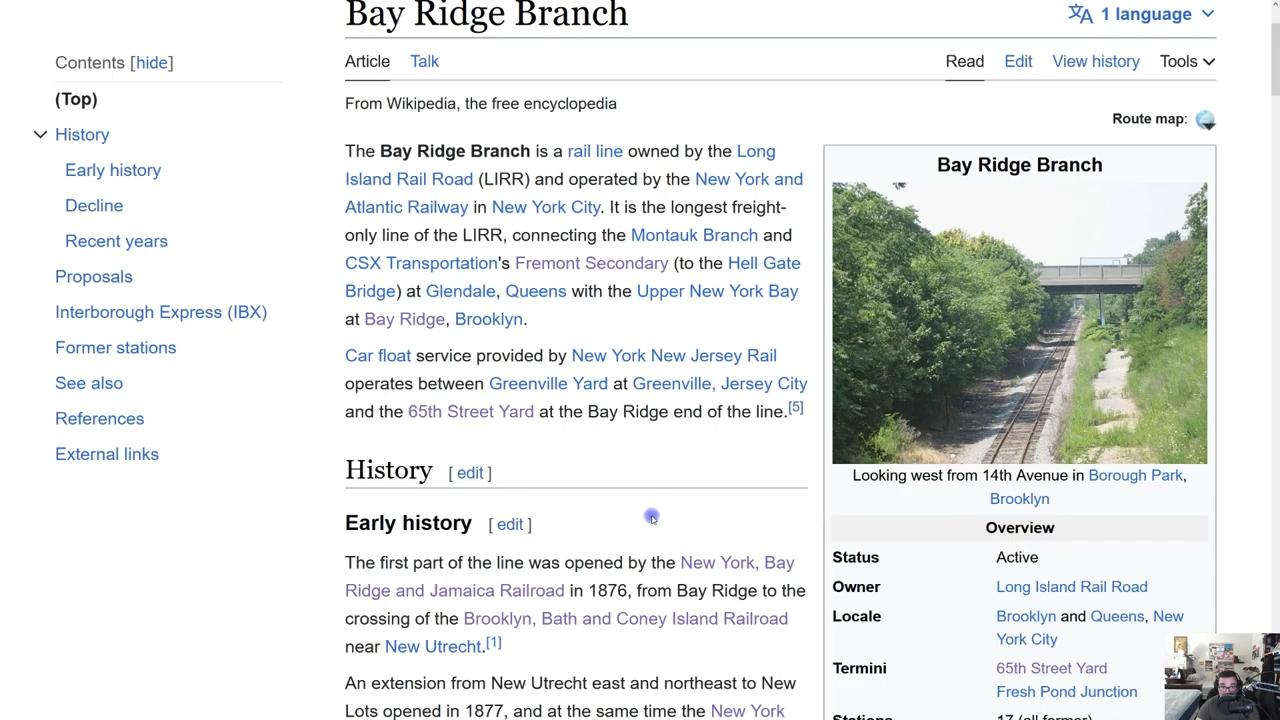 Bay Ridge Branch
1 language
Contents [hide]
(Top)
History
Early history
Decline
Recent years
Proposals
Interborough Express (IBX)
Former stations
See also
References
External links
Article Talk
Read Edit View history Tools
From Wikipedia, the free encyclopedia
Route map:
The Bay Ridge Branch is a rail line owned by the Long
Island Rail Road (LIRR) and operated by the New York and
Atlantic Railway in New York City. It is the longest freight-
only line of the LIRR, connecting the Montauk Branch and
CSX Transportation's Fremont Secondary (to the Hell Gate
Bridge) at Glendale, Queens with the Upper New York Bay
at Bay Ridge, Brooklyn.
Car float service provided by New York New Jersey Rail
operates between Greenville Yard at Greenville, Jersey City
and the 65th Street Yard at the Bay Ridge end of the line.[5]
History [ edit ]
Early history [ edit ]
The first part of the line was opened by the New York, Bay
Ridge and Jamaica Railroad in 1876, from Bay Ridge to the
crossing of the Brooklyn, Bath and Coney Island Railroad
near New Utrecht.[1]
An extension from New Utrecht east and northeast to New
Lots opened in 1877, and at the same time the New York
Bay Ridge Branch
Looking west from 14th Avenue in Borough Park,
Brooklyn
Overview
Status Active
Owner Long Island Rail Road
Locale Brooklyn and Queens, New
York City
Termini 65th Street Yard
Fresh Pond Junction
Stations 17 (all former)